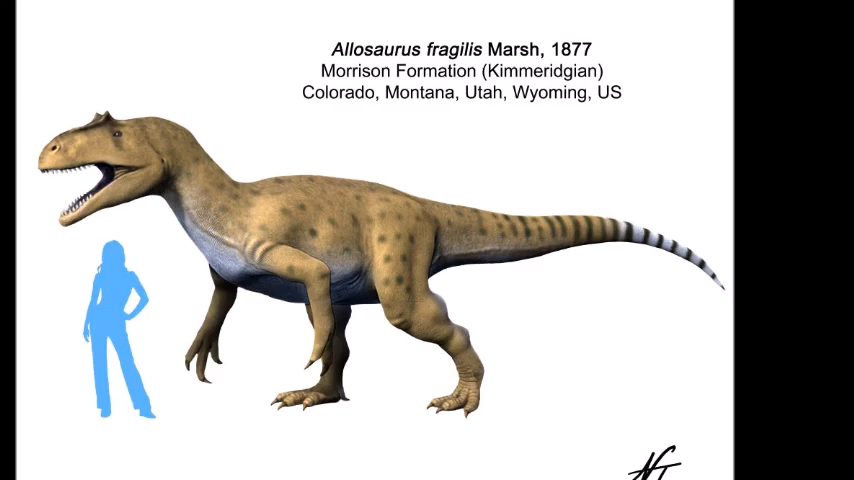 Allosaurus fragilis Marsh, 1877
Morrison Formation (Kimmeridgian)
Colorado, Montana, Utah, Wyoming, US